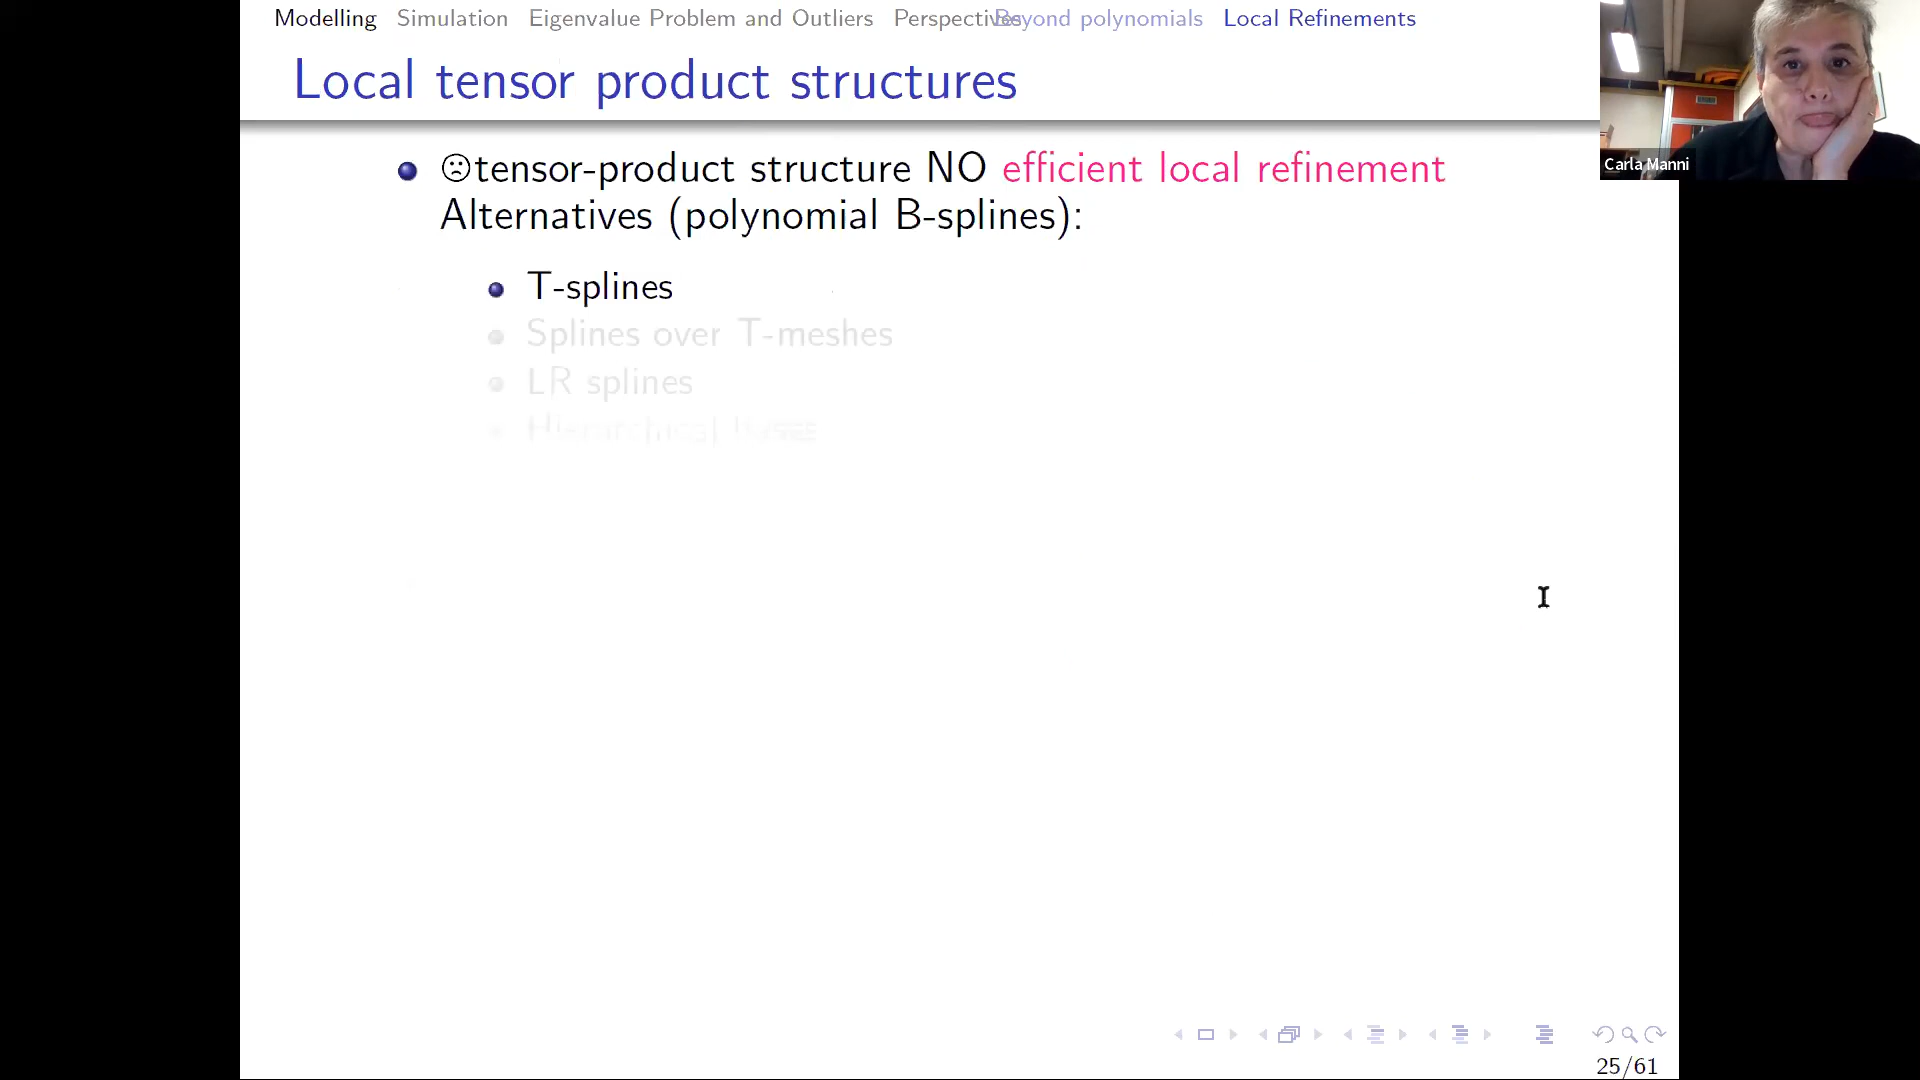 Modelling Simulation Eigenvalue Problem and Outliers Perspectives Beyond polynomials Local Refinements
Local tensor product structures
Carla Manni
☹tensor-product structure NO efficient local refinement
Alternatives (polynomial B-splines):
T-splines
Splines over T-meshes
LR splines
Hierarchical bases
25/61